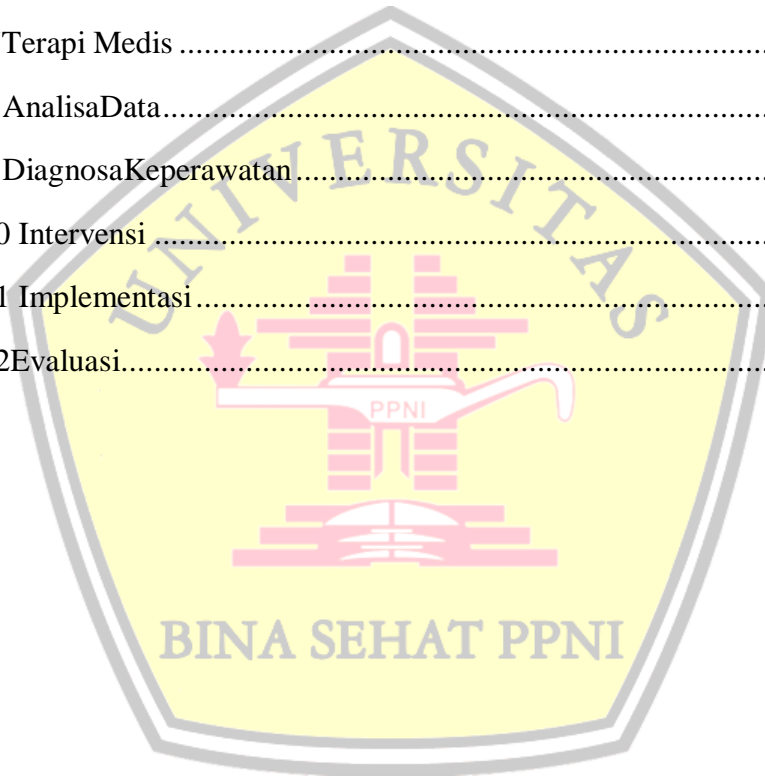 Terapi Medis ........................................................................
AnalisaData........................................................................
DiagnosaKeperawatan........................................................................
0 Intervensi ........................................................................
1 Implementasi........................................................................
2Evaluasi........................................................................
UNIVERSITAS
PPNI
BINA SEHAT PPNI